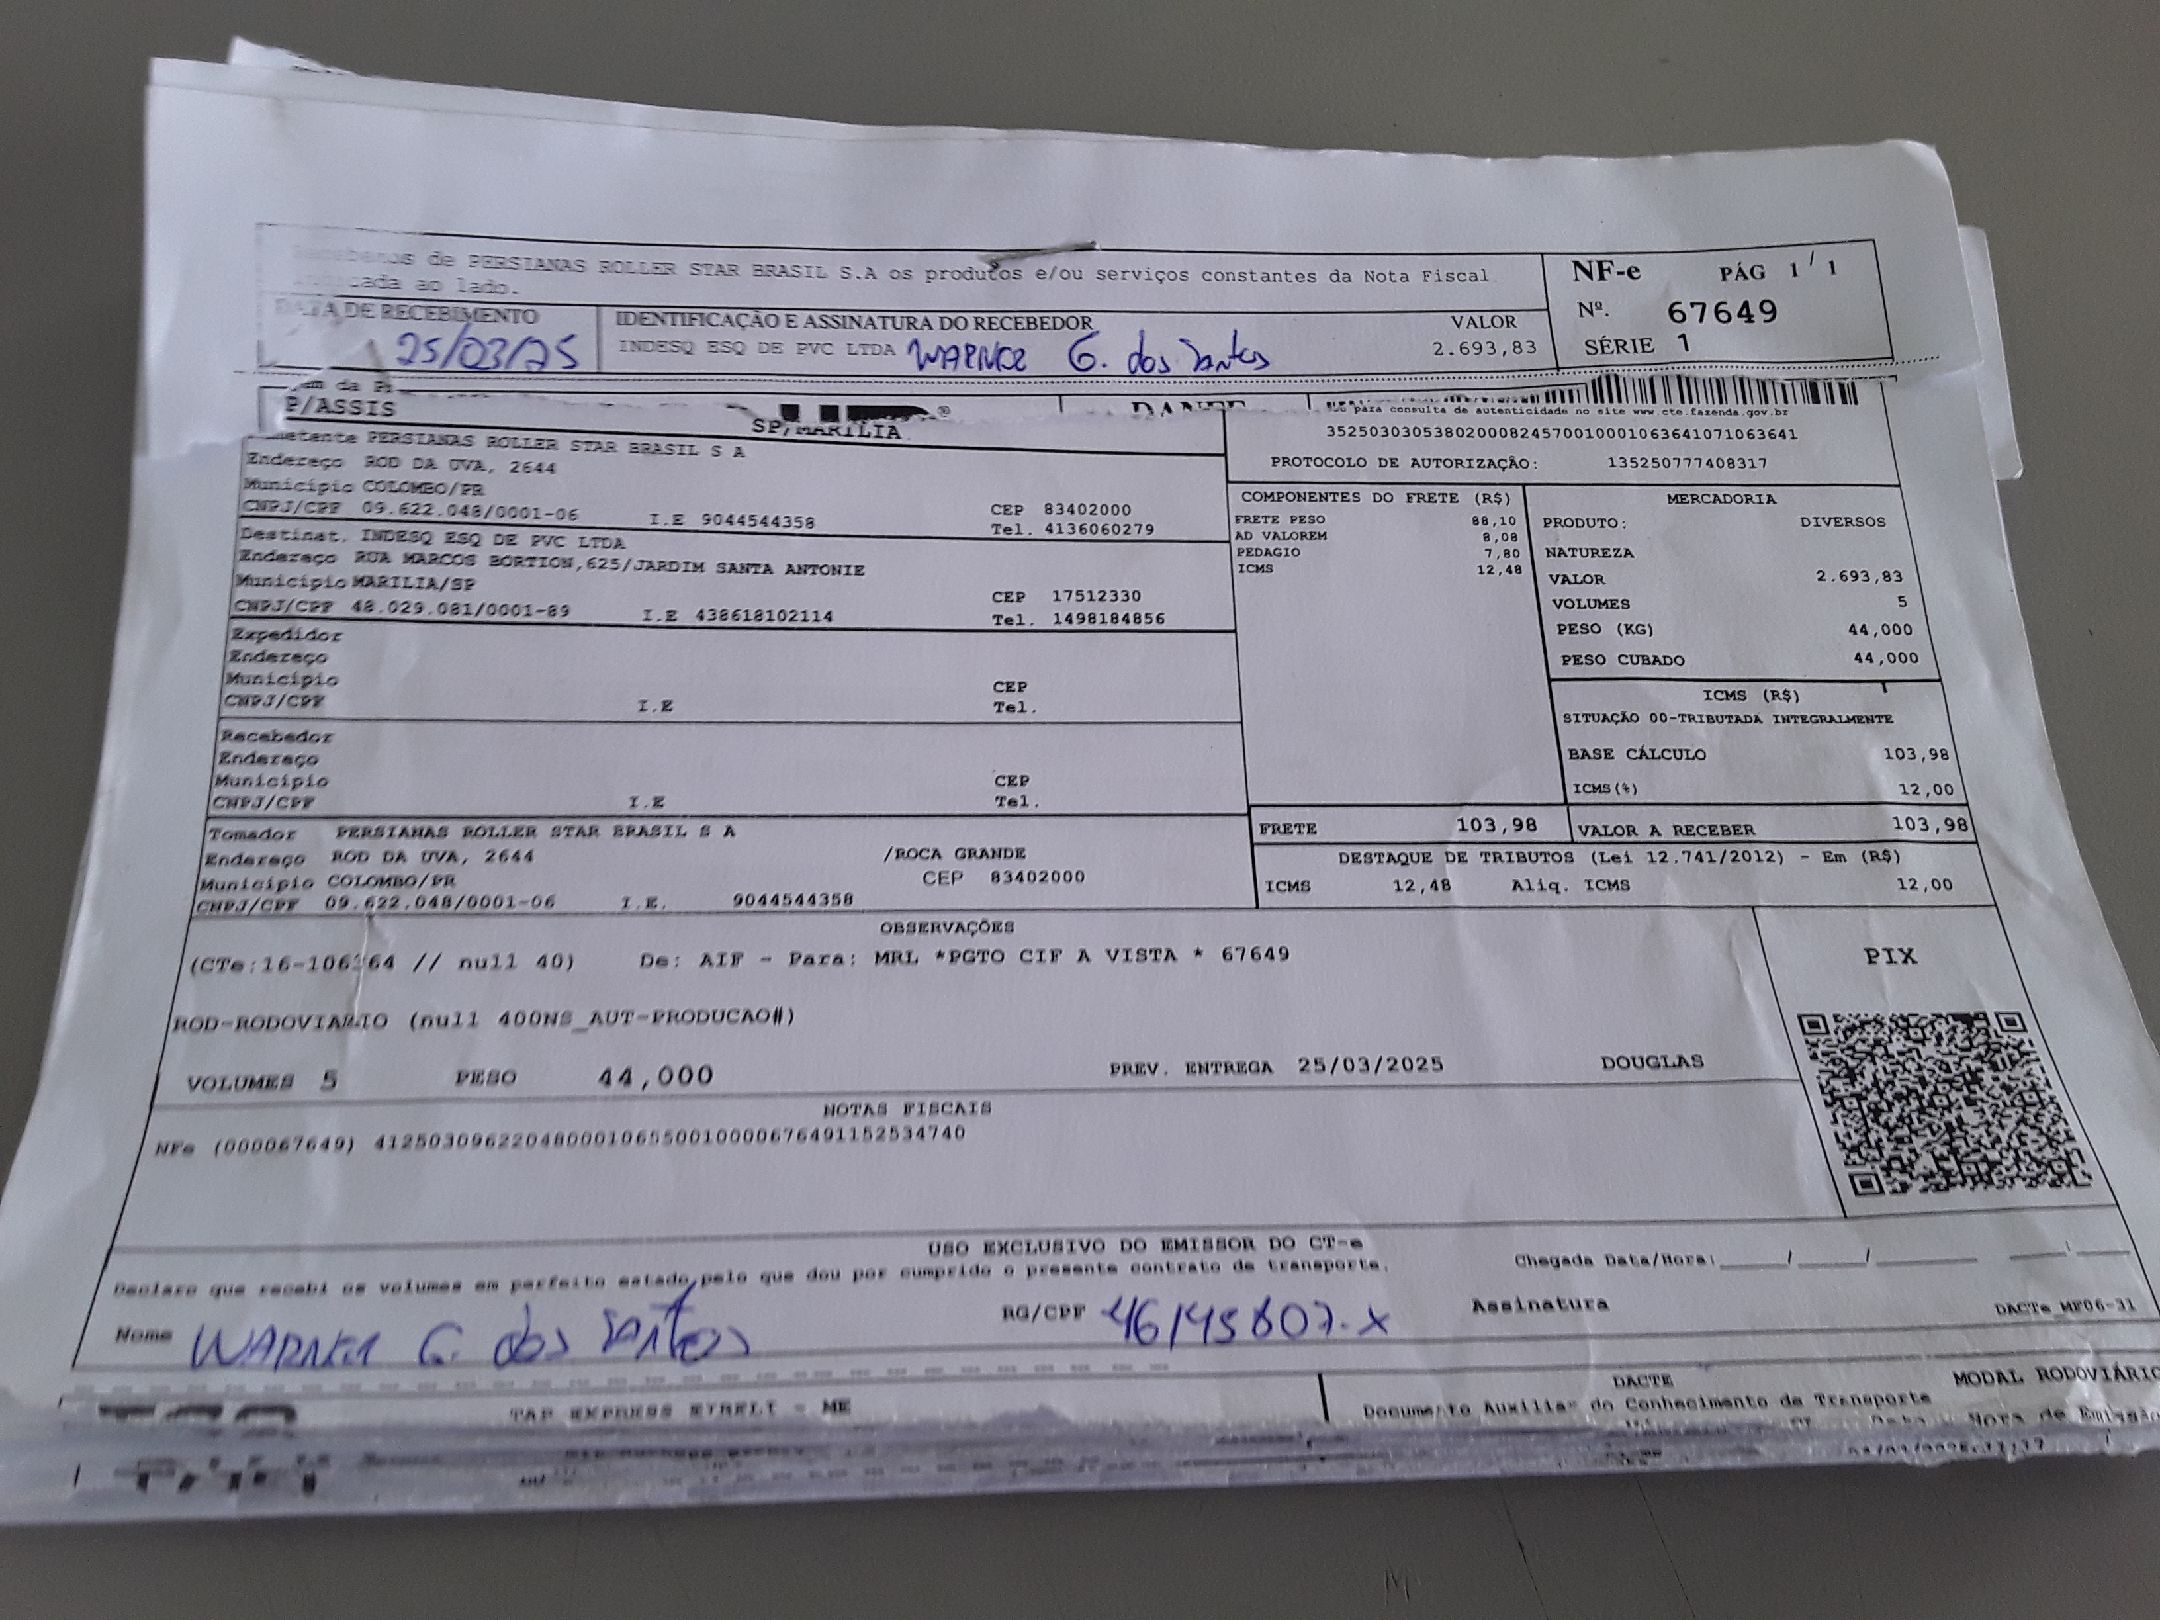 de PERSIANAS ROLLER STAR BRASIL S.A os produtos e/ou serviços constantes da Nota Fiscal
ao lado.
NF-e PÁG 1 / 1
Nº. 67649
SÉRIE 1
DATA DE RECEBIMENTO
25/03/25
IDENTIFICAÇÃO E ASSINATURA DO RECEBEDOR
INDESQ ESQ DE PVC LTDA G. dos Santos
VALOR
2.693,83
P/ASSIS
SP/MARILIA
para consulta de autenticidade no site www.cte.fazenda.gov.br
35250303053802000824570010001063641071063641
PROTOCOLO DE AUTORIZAÇÃO: 135250777408317
PERSIANAS ROLLER STAR BRASIL S A
Endereço ROD DA UVA, 2644
Município COLOMBO/PR
CEP 83402000
CNPJ/CPF 09.622.048/0001-06 I.E 9044544358 Tel. 4136060279
Destinat. INDESQ ESQ DE PVC LTDA
Endereço RUA MARCOS BORTION,625/JARDIM SANTA ANTONIE
Município MARILIA/SP
CEP 17512330
CNPJ/CPF 48.029.081/0001-89 I.E 438618102114 Tel. 1498184856
Expedidor
Endereço
Município CEP
CNPJ/CPF I.E Tel.
Recebedor
Endereço
Município CEP
CNPJ/CPF I.E Tel.
Tomador PERSIANAS ROLLER STAR BRASIL S A
Endereço ROD DA UVA, 2644 /ROCA GRANDE
Município COLOMBO/PR CEP 83402000
CNPJ/CPF 09.622.048/0001-06 I.E. 9044544358
COMPONENTES DO FRETE (R$)
FRETE PESO 88,10
AD VALOREM 8,08
PEDAGIO 7,80
ICMS 12,48
MERCADORIA
PRODUTO: DIVERSOS
NATUREZA
VALOR 2.693,83
VOLUMES 5
PESO (KG) 44,000
PESO CUBADO 44,000
ICMS (R$)
SITUAÇÃO 00-TRIBUTADA INTEGRALMENTE
BASE CÁLCULO 103,98
ICMS(%) 12,00
FRETE 103,98 VALOR A RECEBER 103,98
DESTAQUE DE TRIBUTOS (Lei 12.741/2012) - Em (R$)
ICMS 12,48 Aliq. ICMS 12,00
OBSERVAÇÕES
// null 40) De: AIF - Para: MRL *PGTO CIF A VISTA * 67649
ROD-RODOVIARIO (null 400NS_AUT-PRODUCAO#)
VOLUMES 5 PESO 44,000 PREV. ENTREGA 25/03/2025 DOUGLAS
PIX
NOTAS FISCAIS
NFe (000067649) 41250309622048000106550010000676491152534740
USO EXCLUSIVO DO EMISSOR DO CT-e
Declaro que recebi os volumes em perfeito estado pelo que dou por cumprido o presente contrato de transporte.
Chegada Data/Hora: / / :
Nome G. dos Santos RG/CPF Assinatura
DACTe_MF06-31
TAP EXPRESS EIRELI - ME
DACTE MODAL RODOVIÁRIO
Documento Auxiliar do Conhecimento de Transporte
Hora de Emissão